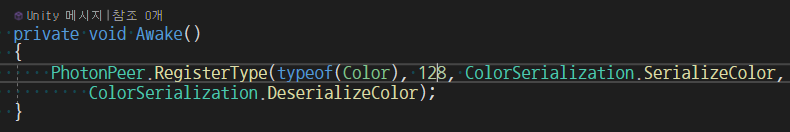 Unity 메시지|참조 0개
private void Awake()
{
PhotonPeer.RegisterType(typeof(Color), 128, ColorSerialization.SerializeColor,
ColorSerialization.DeserializeColor);
}